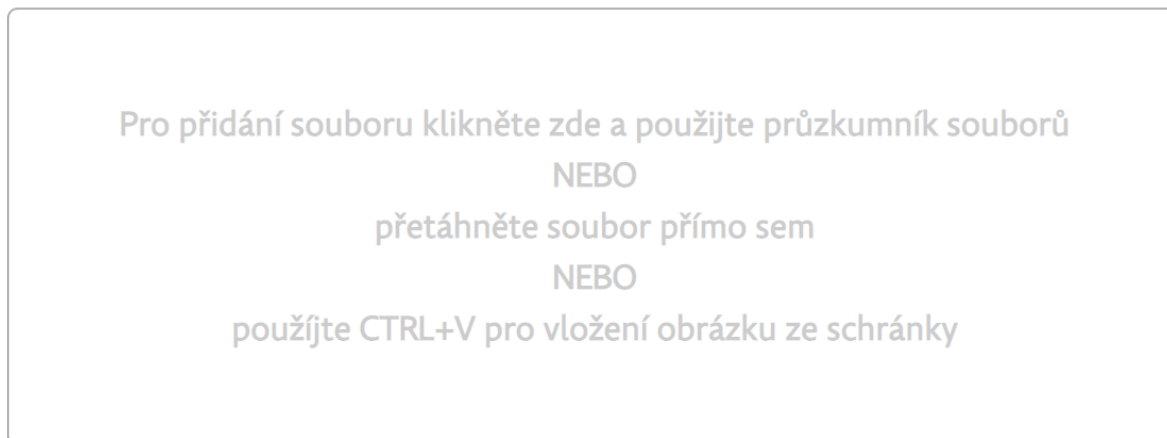 Pro přidání souboru klikněte zde a použijte průzkumník souborů
NEBO
přetáhněte soubor přímo sem
NEBO
použíjte CTRL+V pro vložení obrázku ze schránky